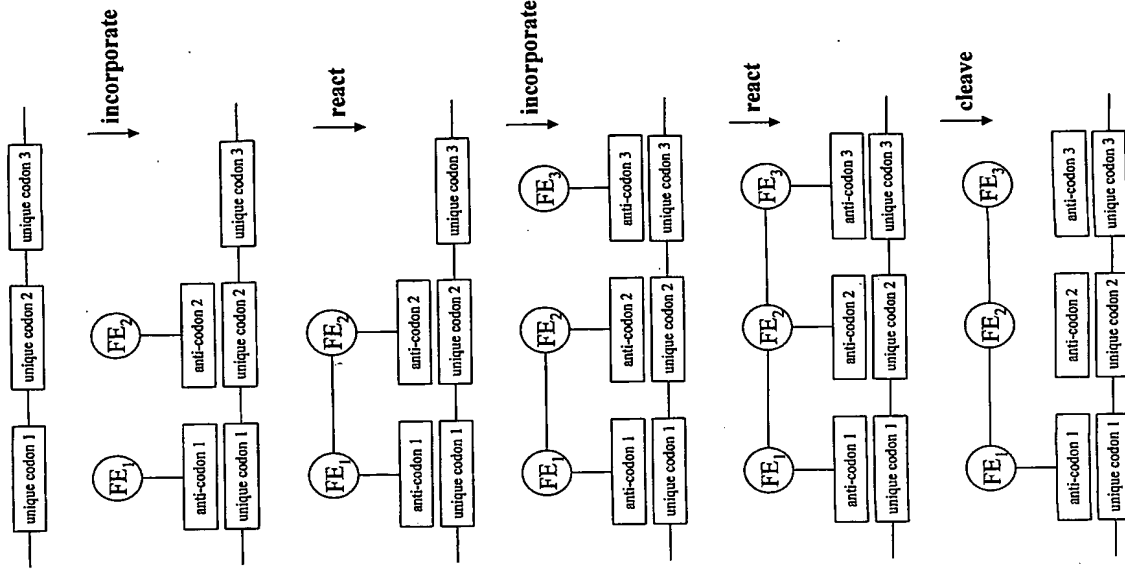 unique codon 1 unique codon 2 unique codon 3
incorporate
FE1 FE2
anti-codon 1 anti-codon 2
unique codon 1 unique codon 2 unique codon 3
react
FE1 FE2
anti-codon 1 anti-codon 2
unique codon 1 unique codon 2 unique codon 3
incorporate
FE1 FE2 FE3
anti-codon 1 anti-codon 2 anti-codon 3
unique codon 1 unique codon 2 unique codon 3
react
FE1 FE2 FE3
anti-codon 1 anti-codon 2 anti-codon 3
unique codon 1 unique codon 2 unique codon 3
cleave
FE1 FE2 FE3
anti-codon 1 anti-codon 2 anti-codon 3
unique codon 1 unique codon 2 unique codon 3